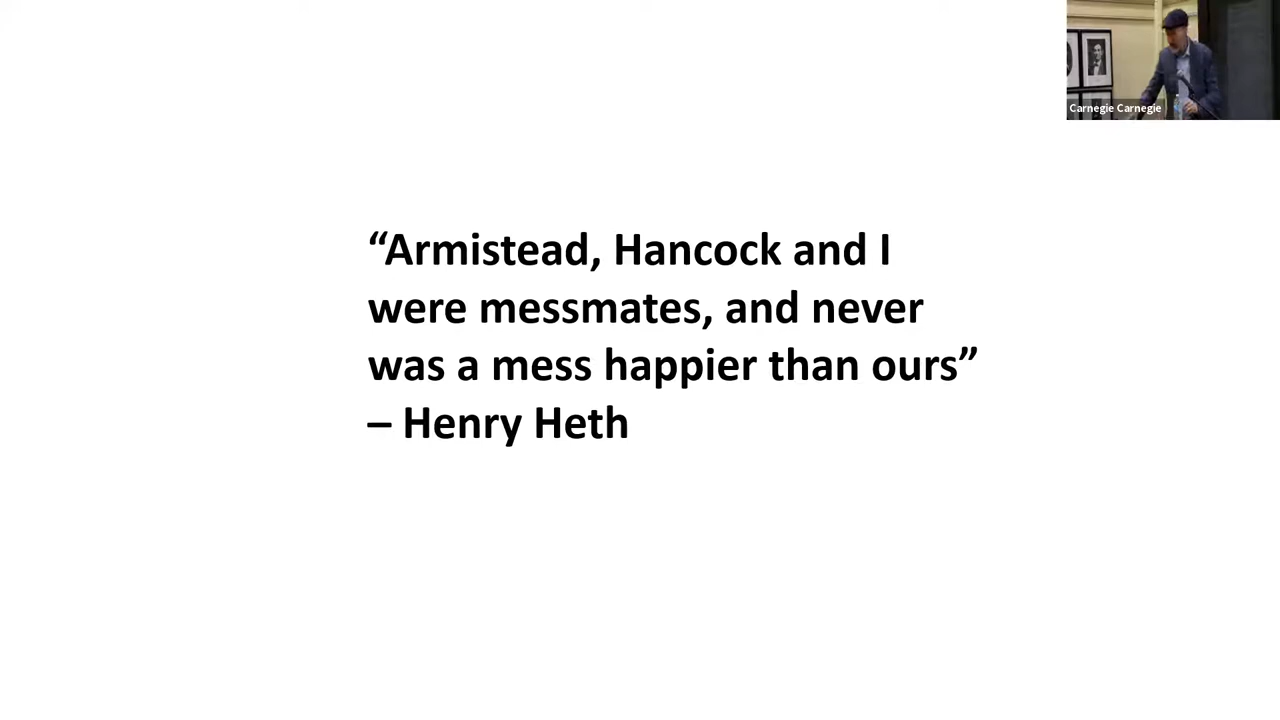 Carnegie Carnegie
“Armistead, Hancock and I
were messmates, and never
was a mess happier than ours”
– Henry Heth